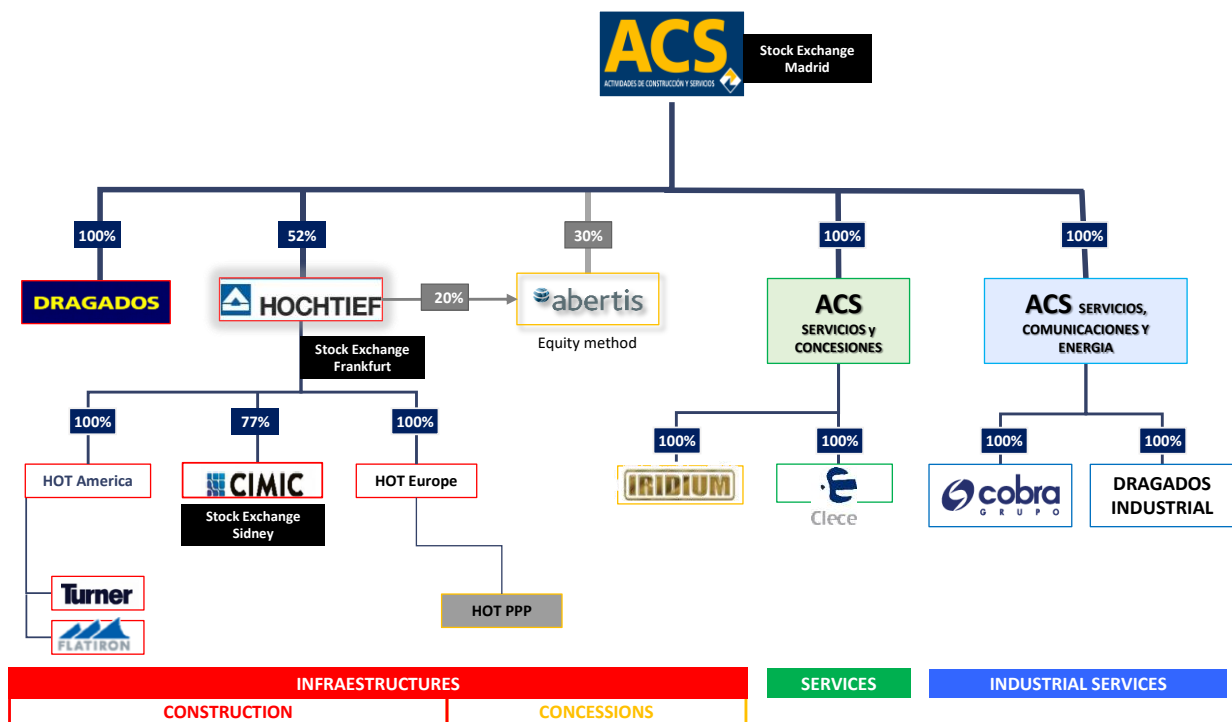 ACS
ACTIVIDADES DE CONSTRUCCIÓN Y SERVICIOS
Stock Exchange
Madrid
100%
52%
30%
100%
100%
DRAGADOS
HOCHTIEF
20%
abertis
Equity method
ACS
SERVICIOS y
CONCESIONES
ACS SERVICIOS,
COMUNICACIONES Y
ENERGIA
Stock Exchange
Frankfurt
100%
77%
100%
100%
100%
100%
100%
HOT America
CIMIC
HOT Europe
IRIDIUM
Clece
cobra
GRUPO
DRAGADOS
INDUSTRIAL
Stock Exchange
Sidney
Turner
FLATIRON
HOT PPP
INFRAESTRUCTURES
SERVICES
INDUSTRIAL SERVICES
CONSTRUCTION
CONCESSIONS